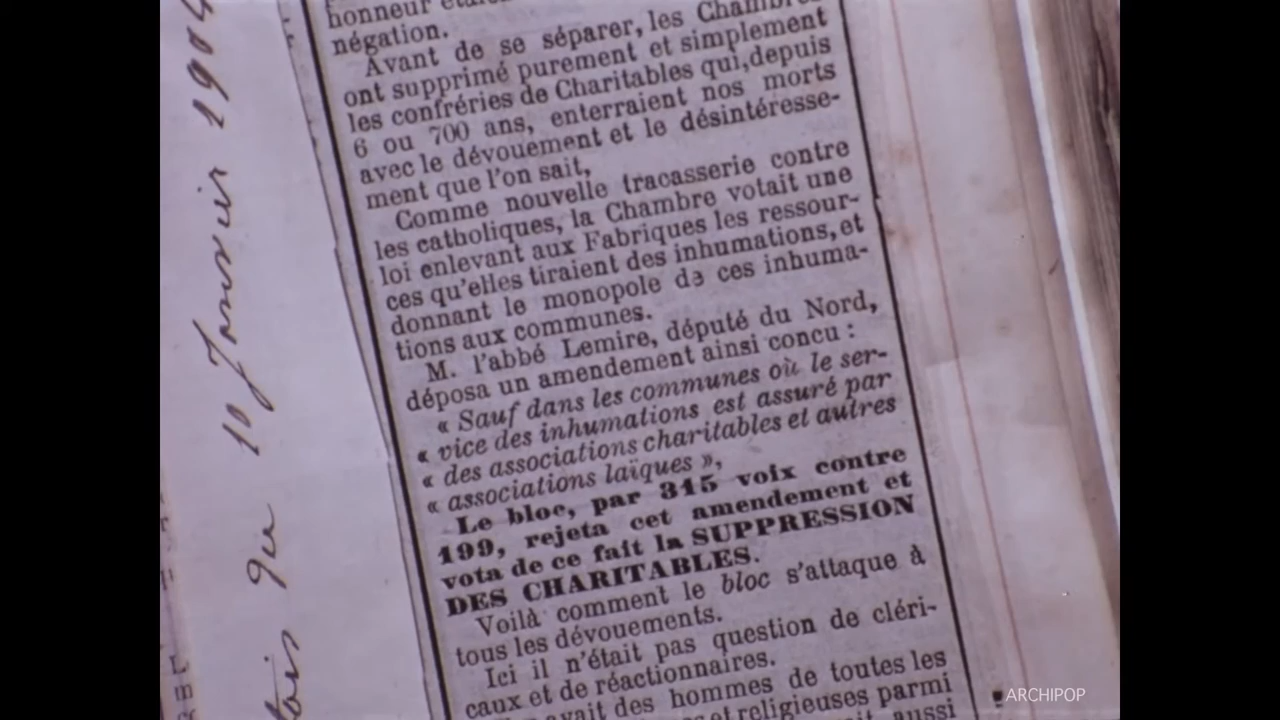 honneur
négation.
Avant de se séparer, les Chambres
ont supprimé purement et simplement
les confréries de Charitables qui, depuis
6 ou 700 ans, enterraient nos morts
avec le dévouement et le désintéresse-
ment que l'on sait,
Comme nouvelle tracasserie contre
les catholiques, la Chambre votait une
loi enlevant aux Fabriques les ressour-
ces qu'elles tiraient des inhumations, et
donnant le monopole de ces inhuma-
tions aux communes.
M. l'abbé Lemire, député du Nord,
déposa un amendement ainsi concu :
« Sauf dans les communes où le ser-
« vice des inhumations est assuré par
« des associations charitables et autres
« associations laïques »,
Le bloc, par 315 voix contre
199, rejeta cet amendement et
vota de ce fait la SUPPRESSION
DES CHARITABLES.
Voilà comment le bloc s'attaque à
tous les dévouements.
Ici il n'était pas question de cléri-
caux et de réactionnaires.
avait des hommes de toutes les
et religieuses parmi
aussi
10 Janvier 1904
ARCHIPOP